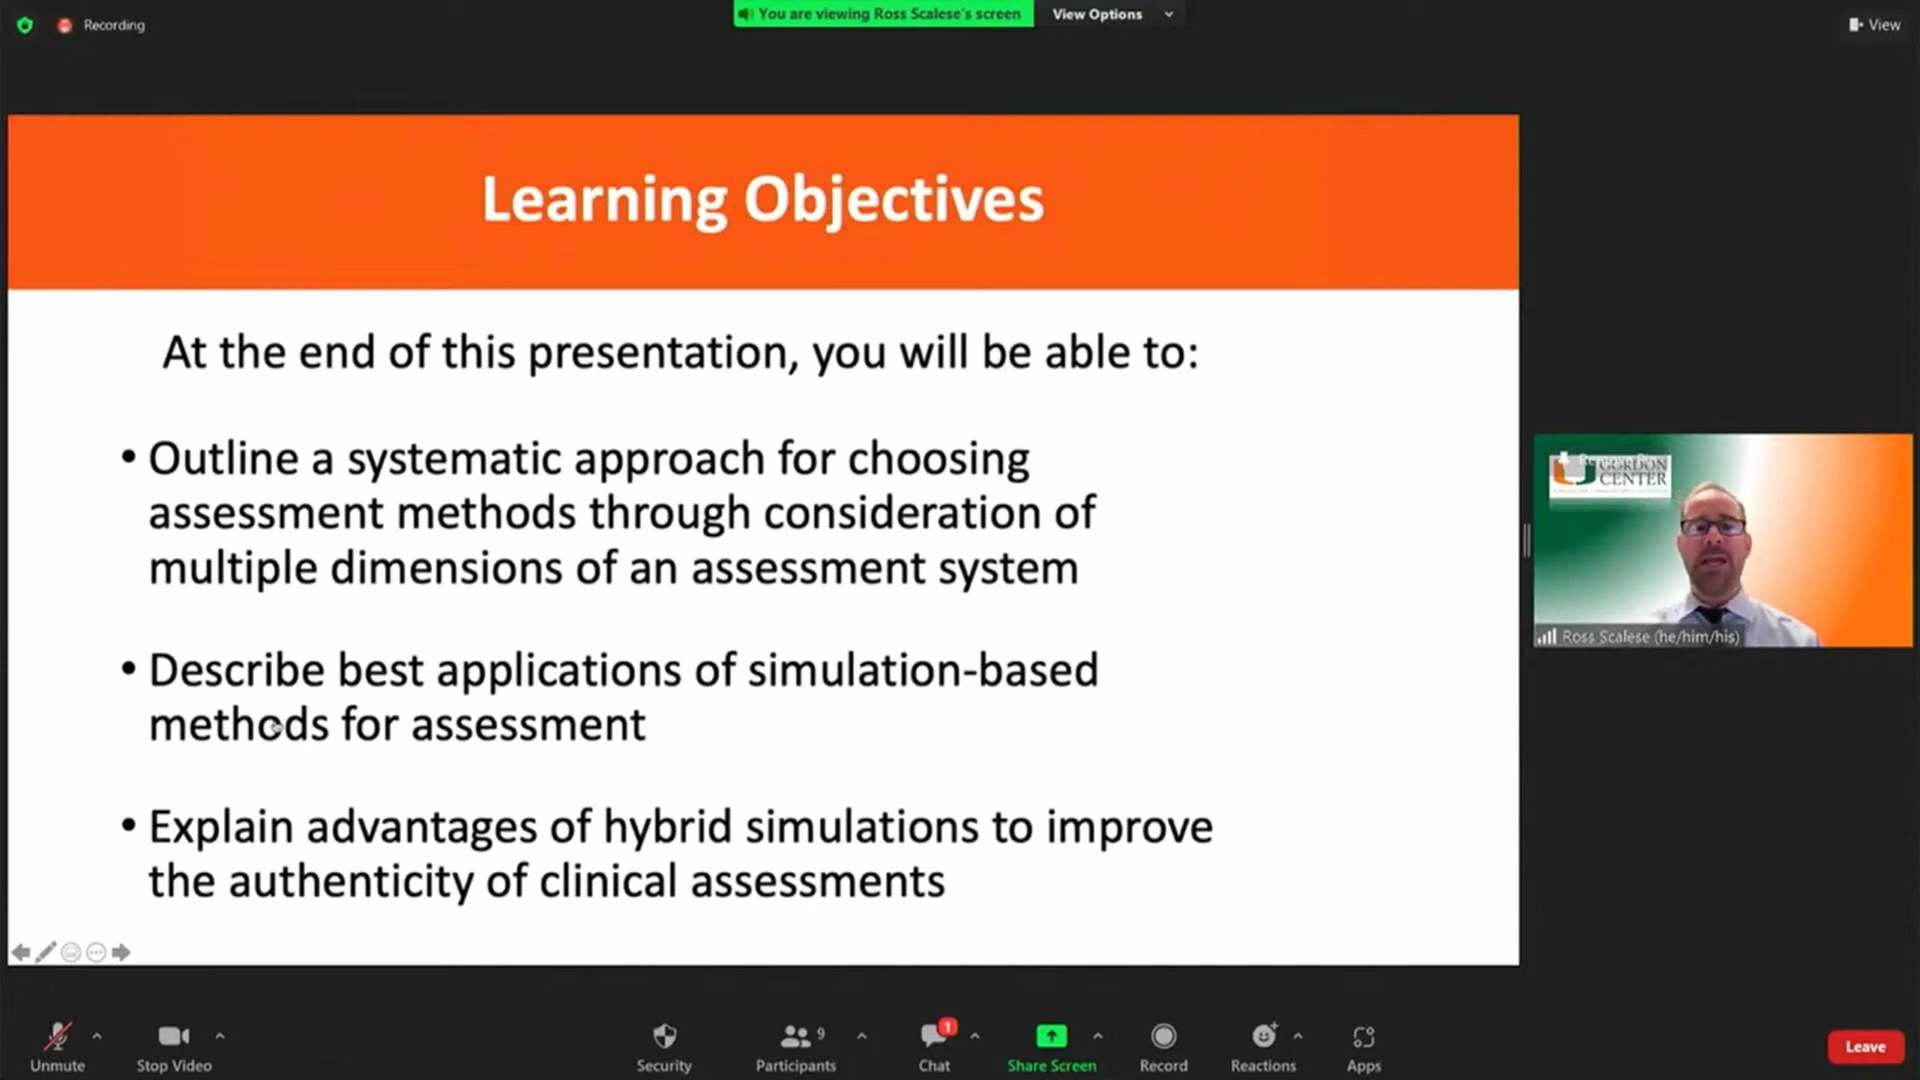 Recording
You are viewing Ross Scalese's screen
View Options
View
Learning Objectives
At the end of this presentation, you will be able to:
• Outline a systematic approach for choosing
assessment methods through consideration of
multiple dimensions of an assessment system
• Describe best applications of simulation-based
methods for assessment
• Explain advantages of hybrid simulations to improve
the authenticity of clinical assessments
GORDON
CENTER
Ross Scalese (he/him/his)
Unmute
Stop Video
Security
Participants
9
Chat
1
Share Screen
Record
Reactions
Apps
Leave